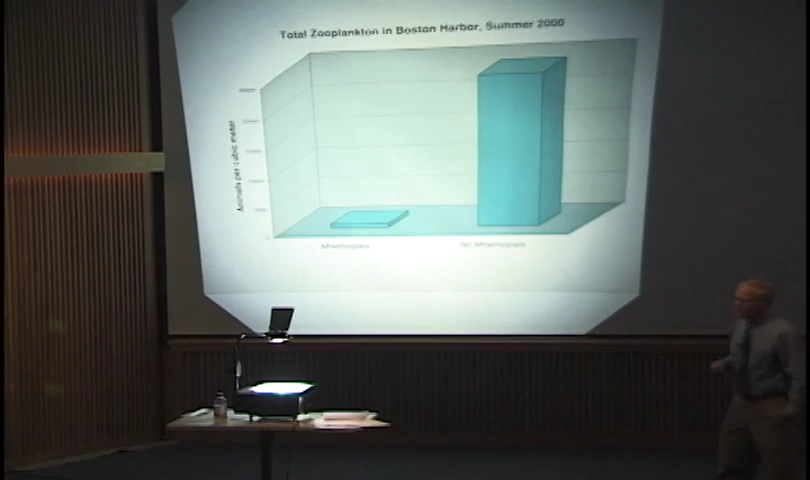 Total Zooplankton in Boston Harbor, Summer 2000
Animals per cubic meter
Mnemiopsis
No Mnemiopsis